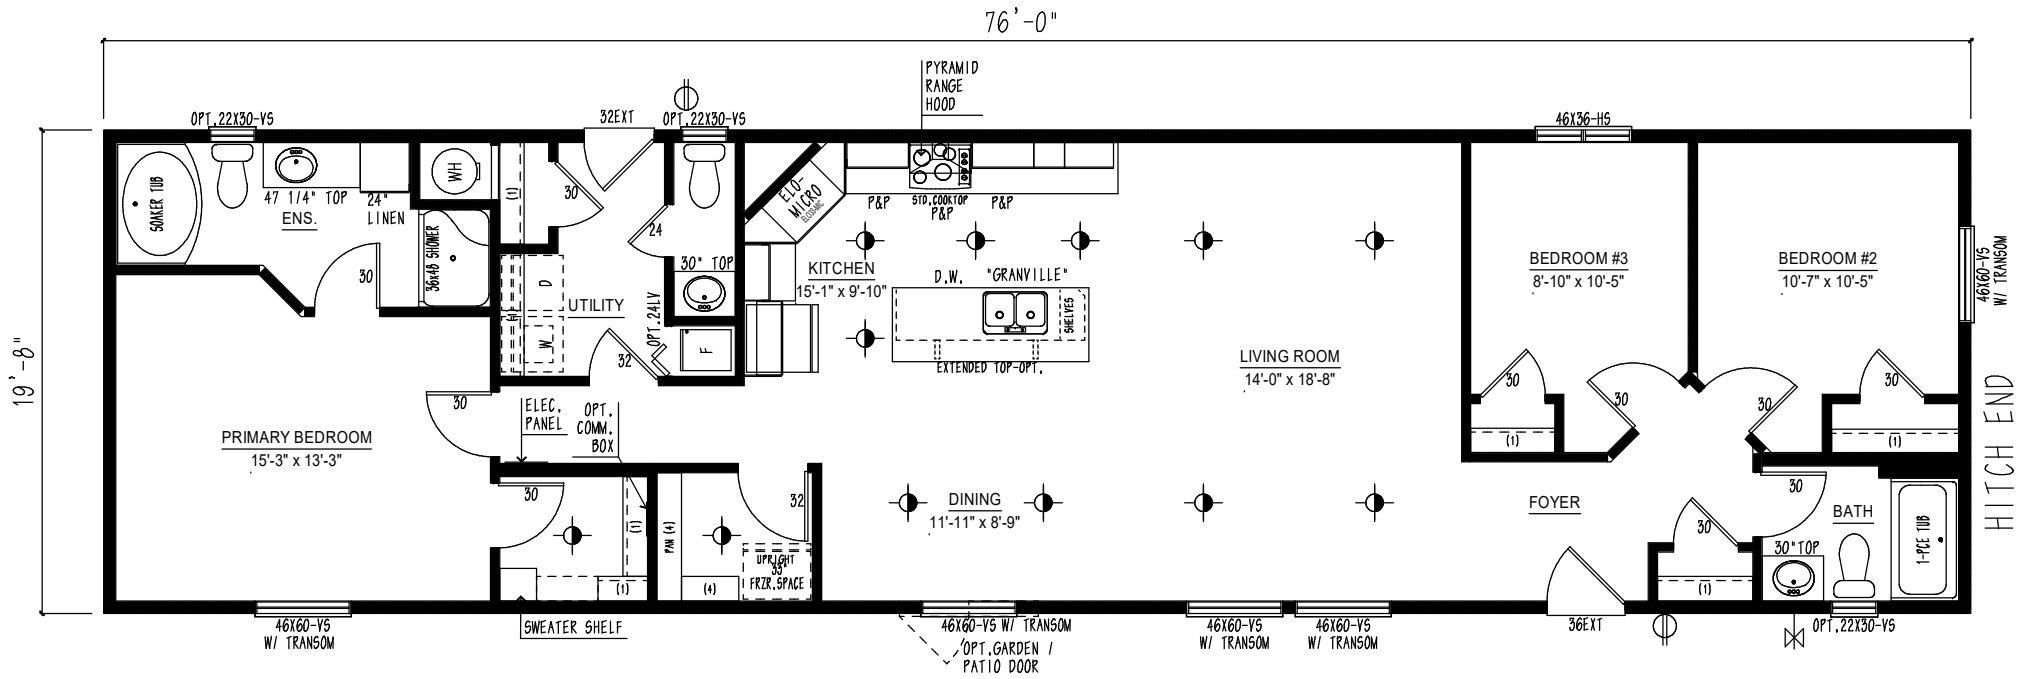 76'-0"
PYRAMID
RANGE
HOOD
OPT.22X30-VS
32EXT
OPT.22X30-VS
46X36-HS
SOAKER TUB
47 1/4" TOP
ENS.
24"
LINEN
WH
36x48 SHOWER
30
(1)
30
24
30" TOP
ELO-
MICRO
P&P
STD.COOKTOP
P&P
P&P
KITCHEN
15'-1" x 9'-10"
D.W. "GRANVILLE"
SHELVES
EXTENDED TOP-OPT.
D
W
(1)
UTILITY
OPT.24LV
32
F
LIVING ROOM
14'-0" x 18'-8"
BEDROOM #3
8'-10" x 10'-5"
BEDROOM #2
10'-7" x 10'-5"
46X60-VS
W/ TRANSOM
30
30
30
30
(1)
(1)
19'-8"
HITCH END
PRIMARY BEDROOM
15'-3" x 13'-3"
30
ELEC.
PANEL
OPT.
COMM.
BOX
30
(1)
(1)
PAN (4)
(4)
32
UPRIGHT
33"
FRZR.SPACE
DINING
11'-11" x 8'-9"
FOYER
30
(1)
30
BATH
30"TOP
1-PCE TUB
46X60-VS
W/ TRANSOM
SWEATER SHELF
46X60-VS W/ TRANSOM
OPT.GARDEN /
PATIO DOOR
46X60-VS
W/ TRANSOM
46X60-VS
W/ TRANSOM
36EXT
OPT.22X30-VS